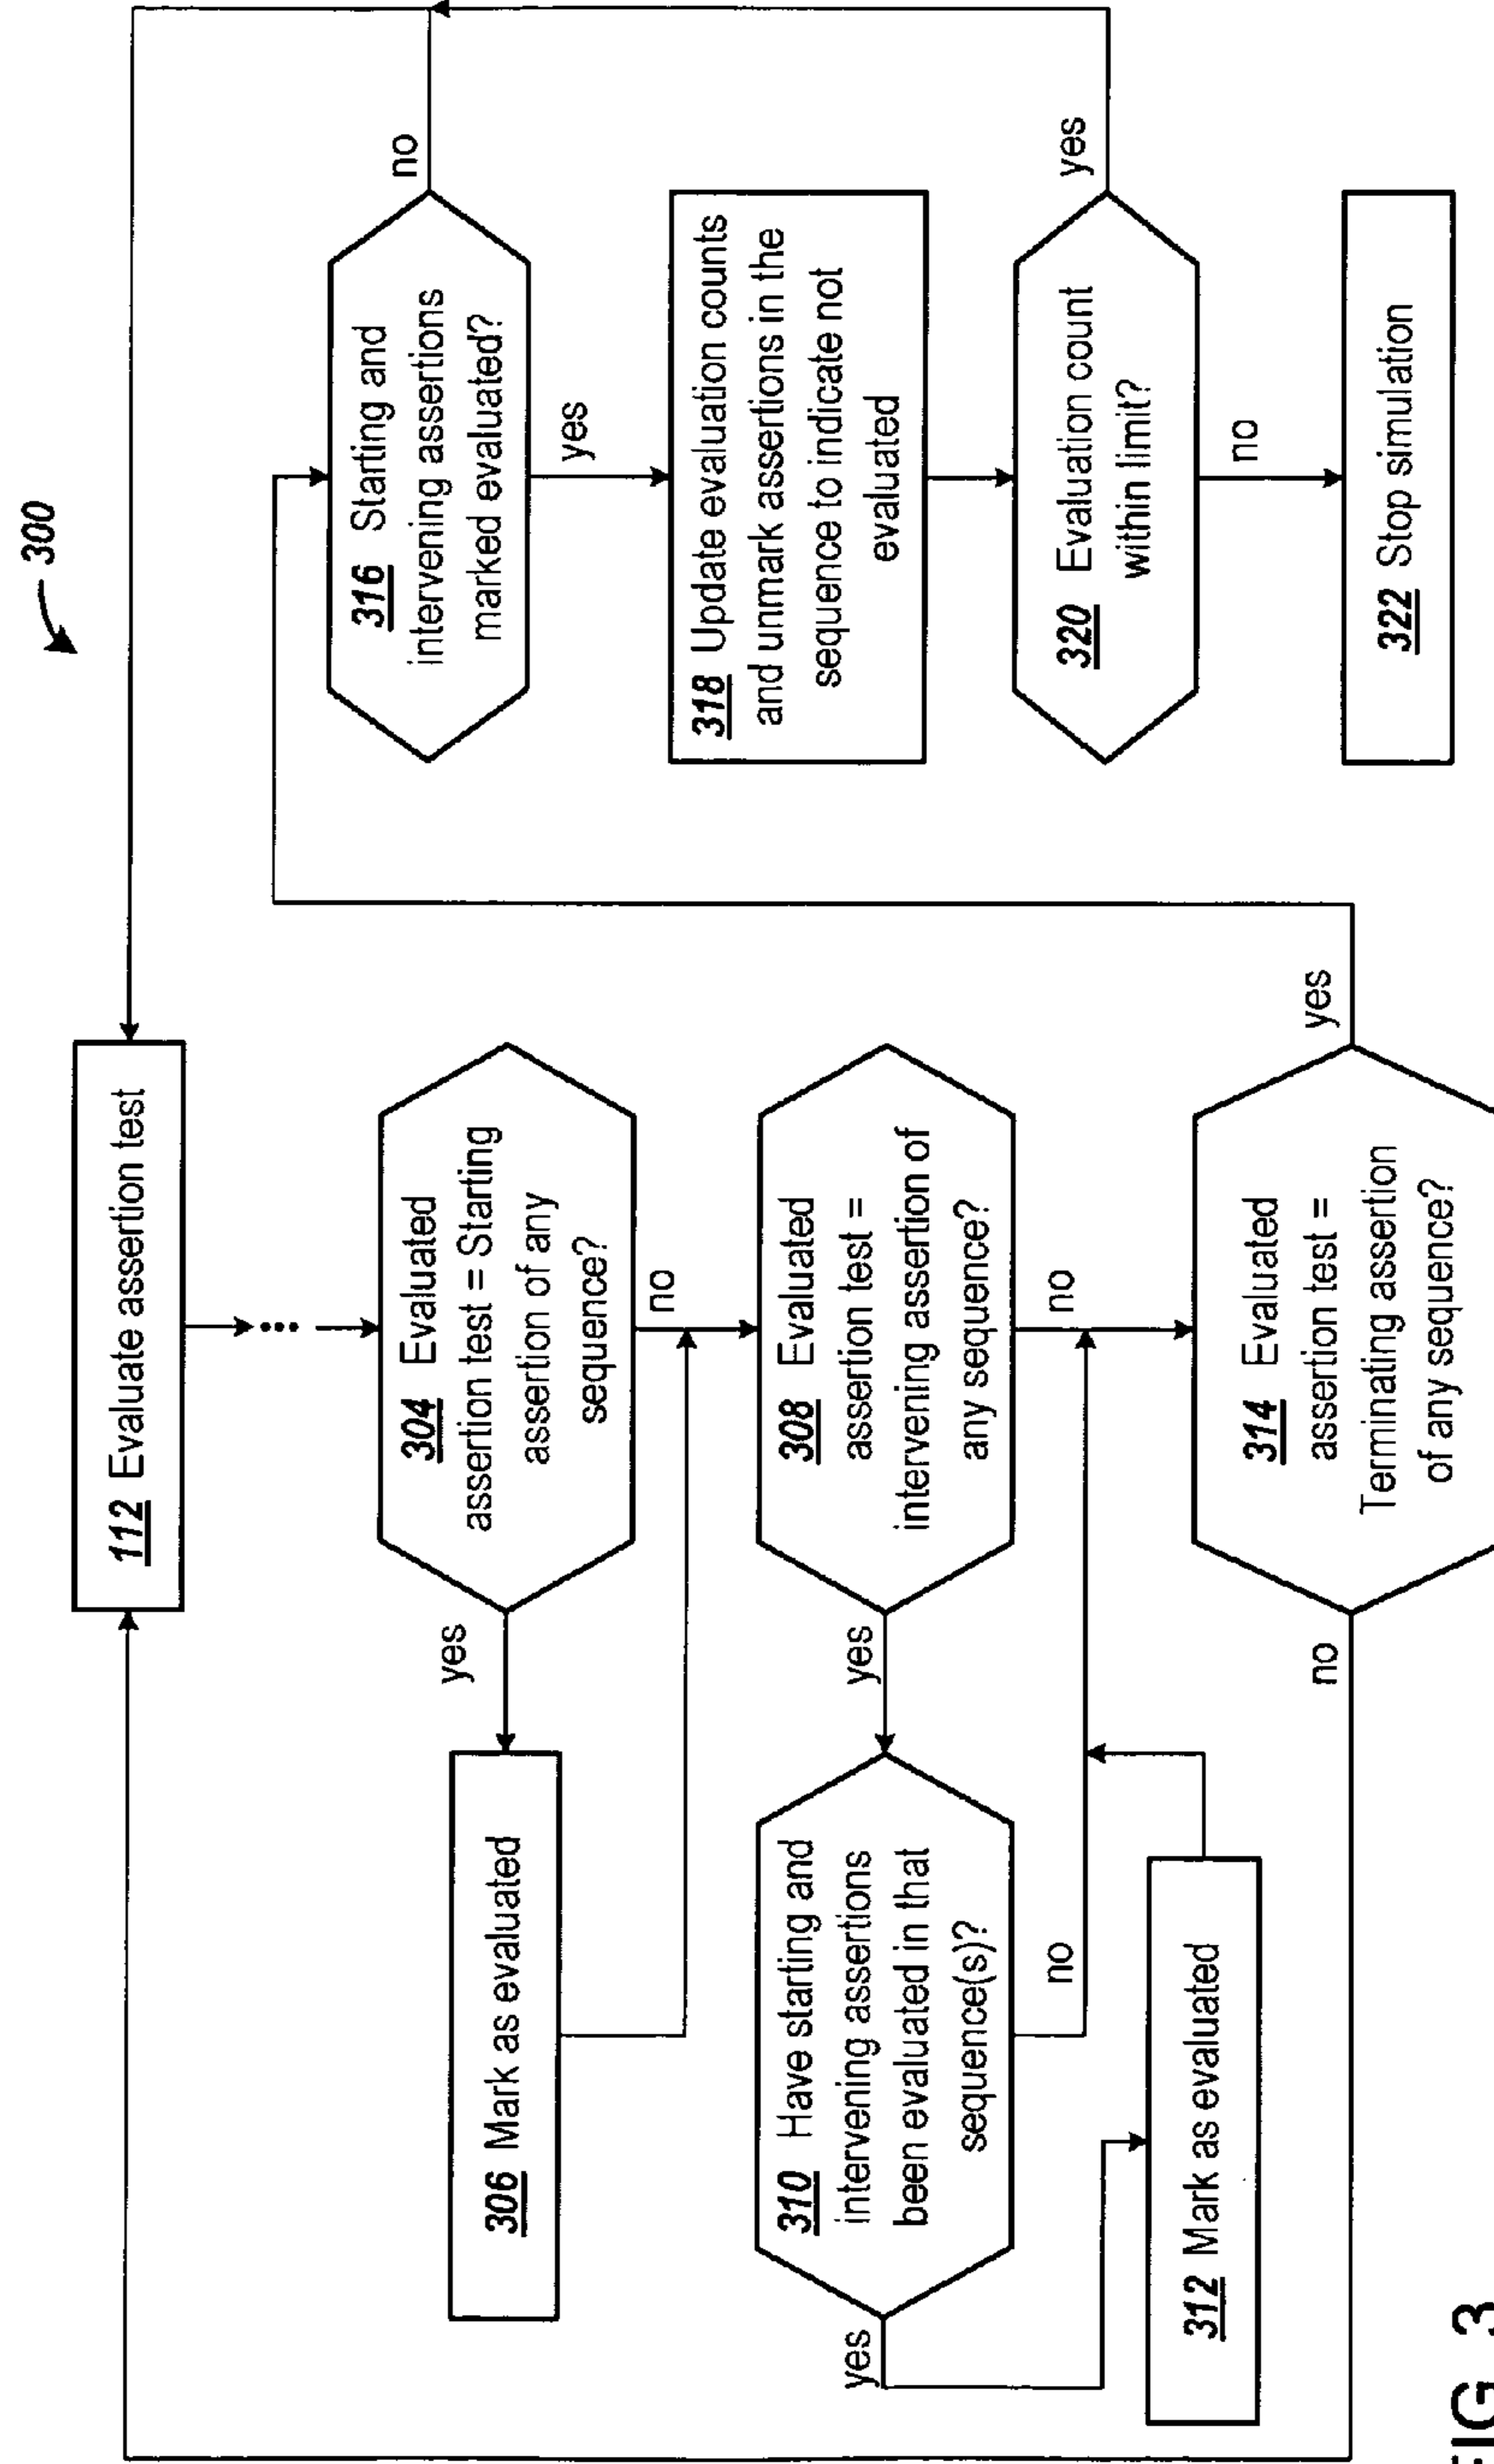 300
112 Evaluate assertion test
304 Evaluated
assertion test = Starting
assertion of any
sequence?
yes
no
306 Mark as evaluated
308 Evaluated
assertion test =
intervening assertion of
any sequence?
yes
no
310 Have starting and
intervening assertions
been evaluated in that
sequence(s)?
yes
no
312 Mark as evaluated
314 Evaluated
assertion test =
Terminating assertion
of any sequence?
no
yes
316 Starting and
intervening assertions
marked evaluated?
no
yes
318 Update evaluation counts
and unmark assertions in the
sequence to indicate not
evaluated
320 Evaluation count
within limit?
yes
no
322 Stop simulation
FIG. 3